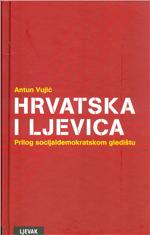 Antun Vujić
HRVATSKA
I LJEVICA
Prilog socijaldemokratskom gledištu
LJEVAK